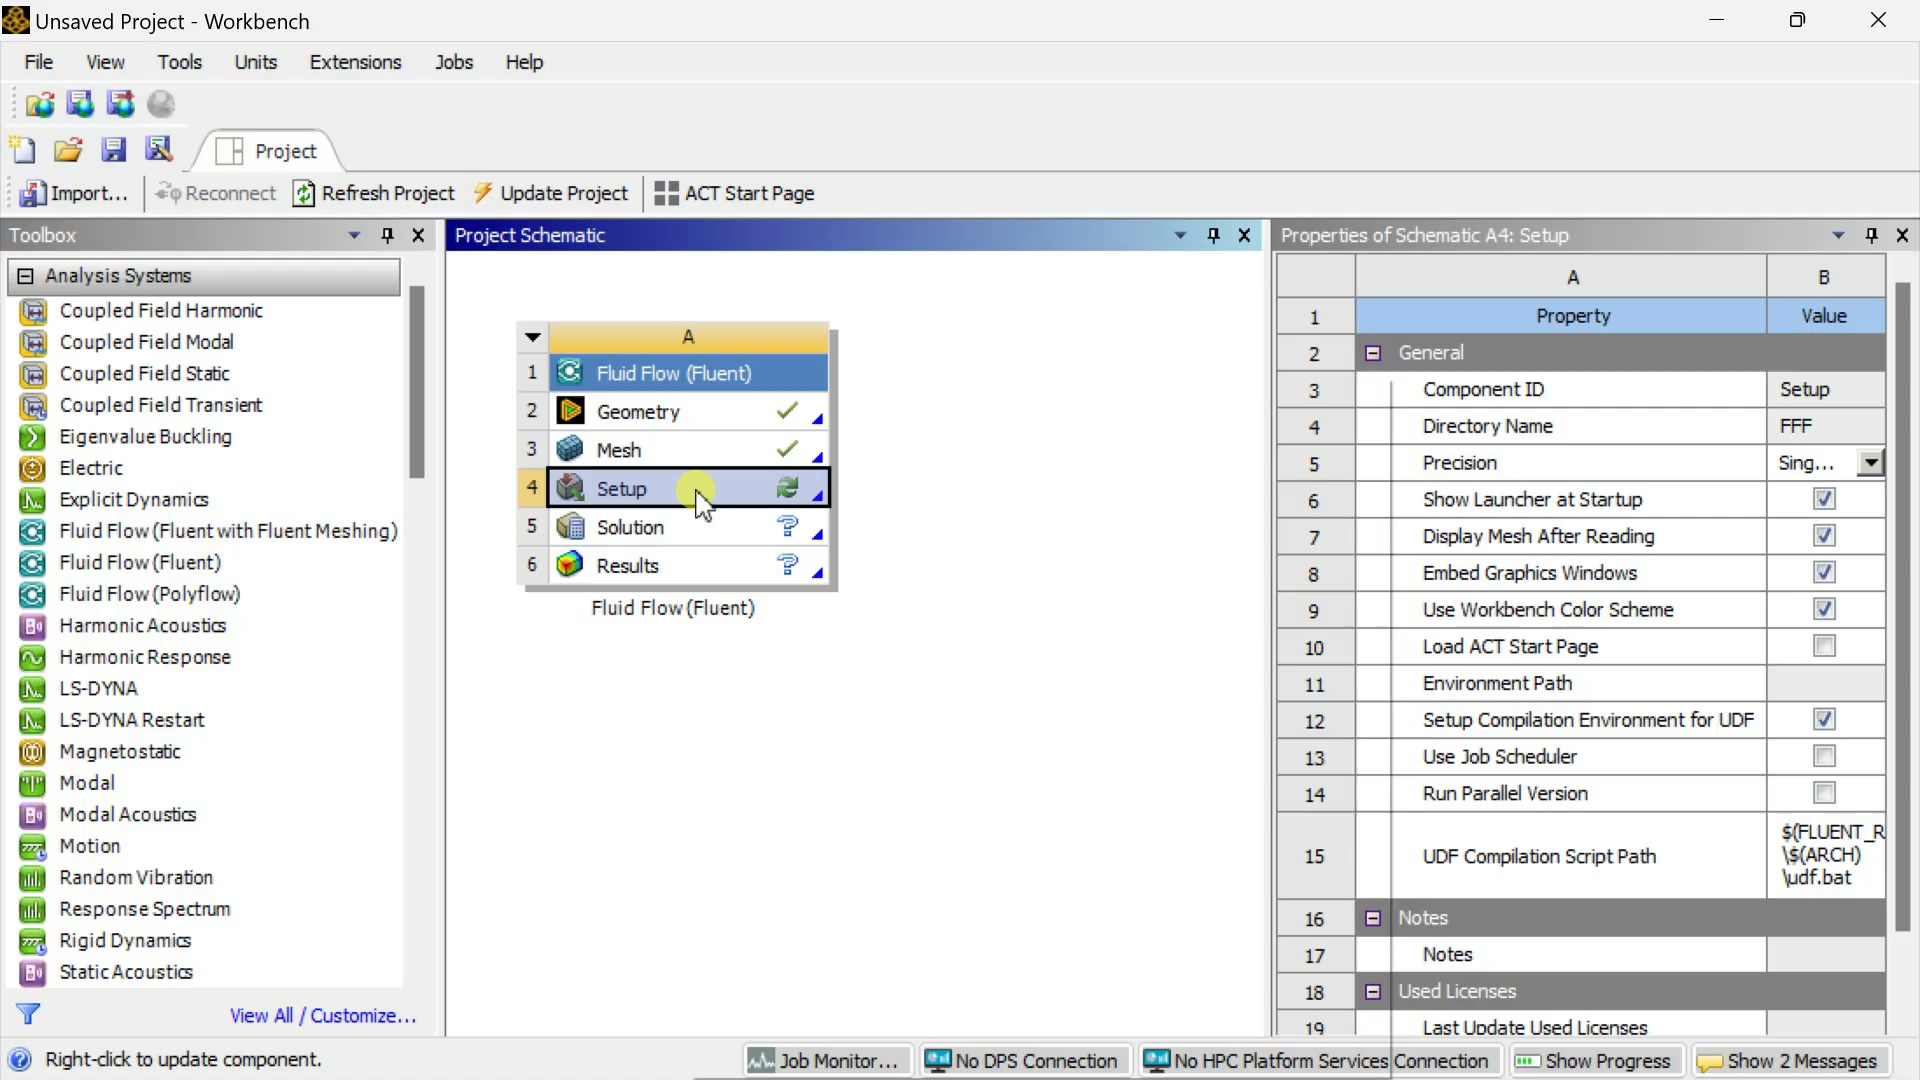 Unsaved Project - Workbench
File View Tools Units Extensions Jobs Help
Project
Import... Reconnect Refresh Project Update Project ACT Start Page
Toolbox
Analysis Systems
Coupled Field Harmonic
Coupled Field Modal
Coupled Field Static
Coupled Field Transient
Eigenvalue Buckling
Electric
Explicit Dynamics
Fluid Flow (Fluent with Fluent Meshing)
Fluid Flow (Fluent)
Fluid Flow (Polyflow)
Harmonic Acoustics
Harmonic Response
LS-DYNA
LS-DYNA Restart
Magnetostatic
Modal
Modal Acoustics
Motion
Random Vibration
Response Spectrum
Rigid Dynamics
Static Acoustics
View All / Customize...
Project Schematic
A
1 Fluid Flow (Fluent)
2 Geometry
3 Mesh
4 Setup
5 Solution ?
6 Results ?
Fluid Flow (Fluent)
Properties of Schematic A4: Setup
A B
1 Property Value
2 General
3 Component ID Setup
4 Directory Name FFF
5 Precision Sing...
6 Show Launcher at Startup
7 Display Mesh After Reading
8 Embed Graphics Windows
9 Use Workbench Color Scheme
10 Load ACT Start Page
11 Environment Path
12 Setup Compilation Environment for UDF
13 Use Job Scheduler
14 Run Parallel Version
15 UDF Compilation Script Path $(FLUENT_R
\$(ARCH)
\udf.bat
16 Notes
17 Notes
18 Used Licenses
19 Last Update Used Licenses
Right-click to update component.
Job Monitor... No DPS Connection No HPC Platform Services Connection Show Progress Show 2 Messages